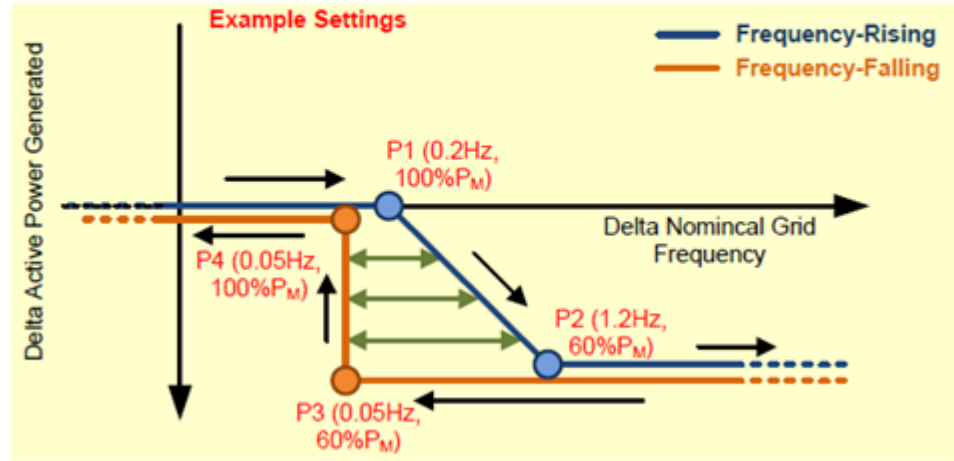 Example Settings
Frequency-Rising
Frequency-Falling
Delta Active Power Generated
P1 (0.2Hz,
100%PM)
Delta Nomincal Grid
Frequency
P4 (0.05Hz,
100%PM)
P2 (1.2Hz,
60%PM)
P3 (0.05Hz,
60%PM)